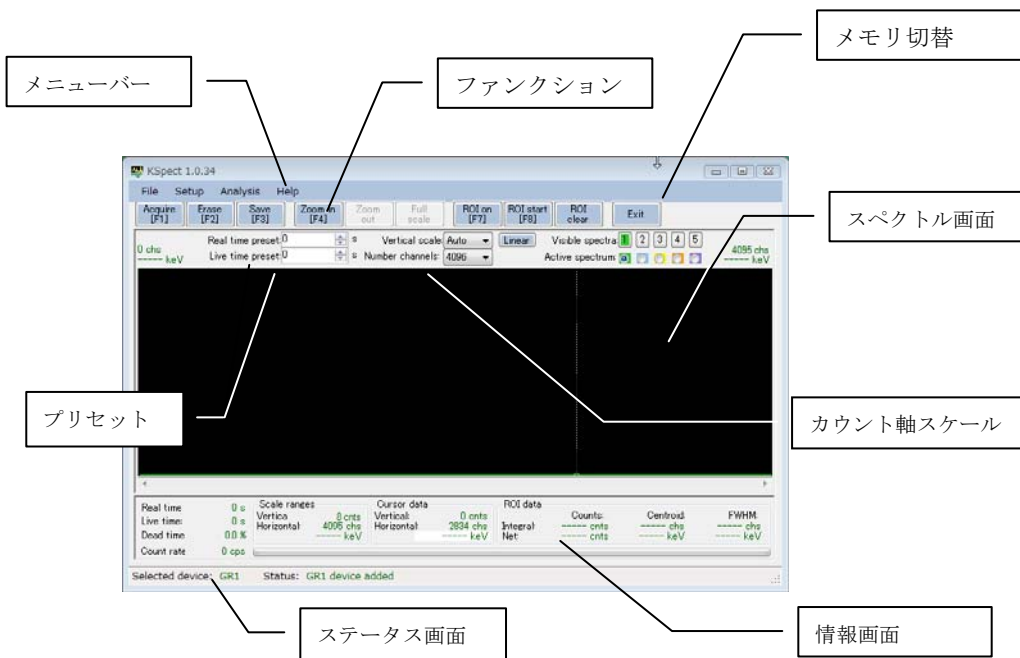 メモリ切替
メニューバー
ファンクション
KSpect 1.0.34
File Setup Analysis Help
Acquire [F1] Erase [F2] Save [F3] Zoom in [F4] Zoom out Full scale ROI on [F7] ROI start [F8] ROI clear Exit
Real time preset: 0 s Vertical scale: Auto Linear Visible spectra: 1 2 3 4 5
0 chs 4095 chs
----- keV Live time preset: 0 s Number channels: 4096 Active spectrum: ----- keV
スペクトル画面
プリセット
カウント軸スケール
Real time 0 s Scale ranges Cursor data ROI data
Vertica 0 cnts Vertical: 0 cnts Counts: Centroid: FWHM:
Live time: 0 s Horizontal 4095 chs Horizontal: 2834 chs Integral ----- cnts ----- chs ----- chs
Dead time 0.0 % ----- keV ----- keV Net: ----- cnts ----- keV ----- keV
Count rate 0 cps
Selected device: GR1 Status: GR1 device added
ステータス画面
情報画面